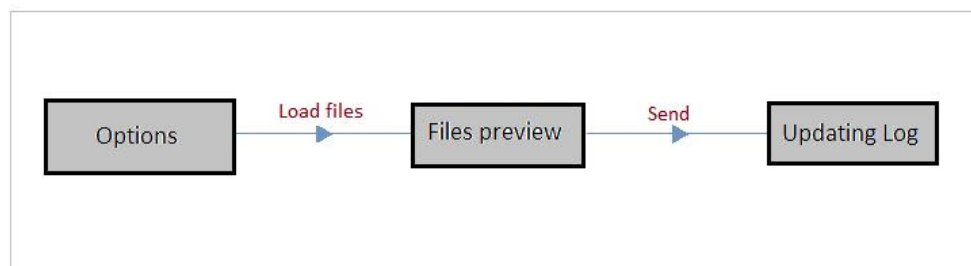 Options
Load files
Files preview
Send
Updating Log